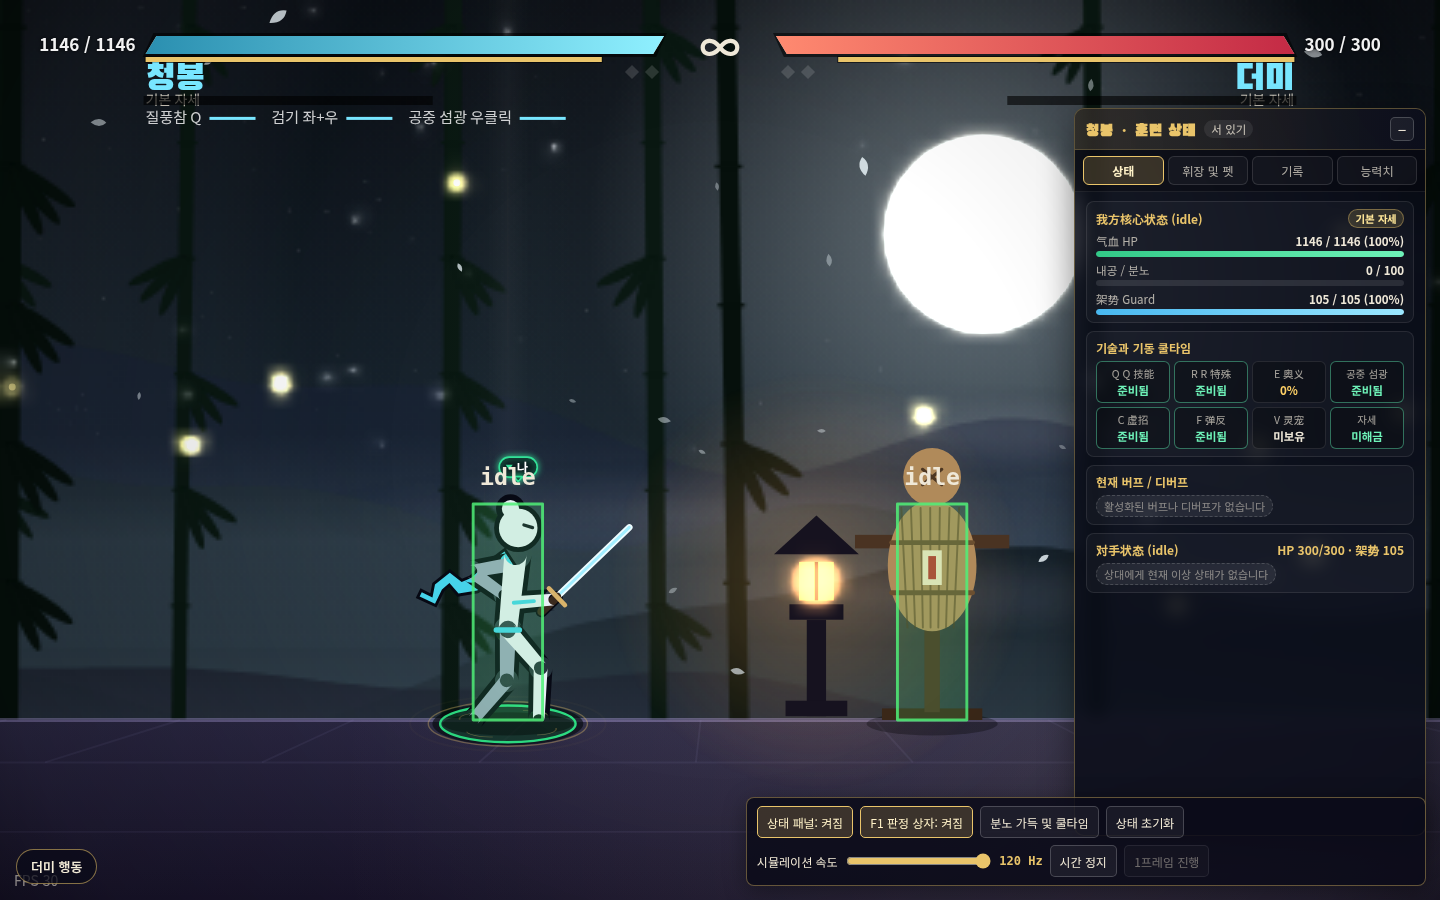 1146 / 1146
∞
300 / 300
청봉
더미
기본 자세
기본 자세
질풍참 Q
검기 좌+우
공중 섬광 우클릭
청봉 · 훈련 상태
서 있기
−
상태
휘장 및 펫
기록
능력치
我方核心状态 (idle)
기본 자세
气血 HP
1146 / 1146 (100%)
내공 / 분노
0 / 100
架势 Guard
105 / 105 (100%)
기술과 기동 쿨타임
Q Q 技能
준비됨
R R 特殊
준비됨
E 奥义
0%
공중 섬광
준비됨
C 虚招
준비됨
F 弹反
준비됨
V 灵宠
미보유
자세
미해금
현재 버프 / 디버프
활성화된 버프나 디버프가 없습니다
对手状态 (idle)
HP 300/300 · 架势 105
상대에게 현재 이상 상태가 없습니다
나
idle
idle
상태 패널: 켜짐
F1 판정 상자: 켜짐
분노 가득 및 쿨타임
상태 초기화
시뮬레이션 속도
120 Hz
시간 정지
1프레임 진행
더미 행동
FPS 30